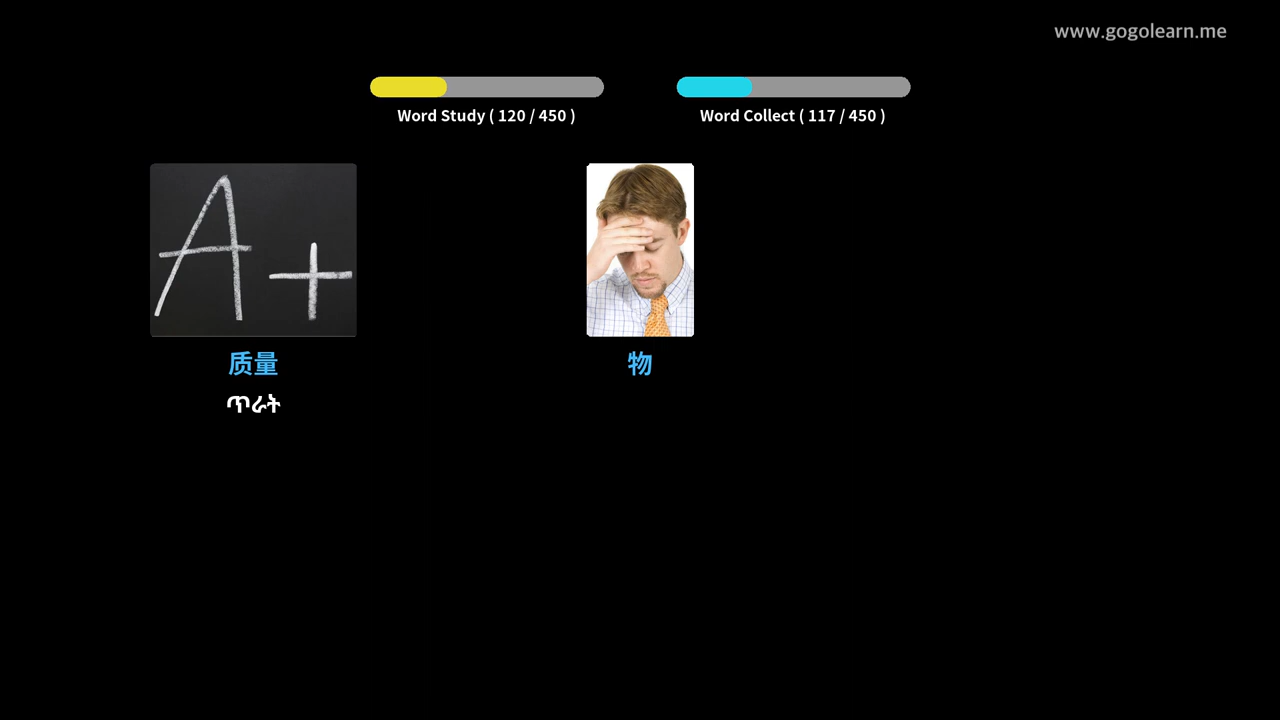 www.gogolearn.me
Word Study ( 120 / 450 )
Word Collect ( 117 / 450 )
A+
质量
物
ጥራት